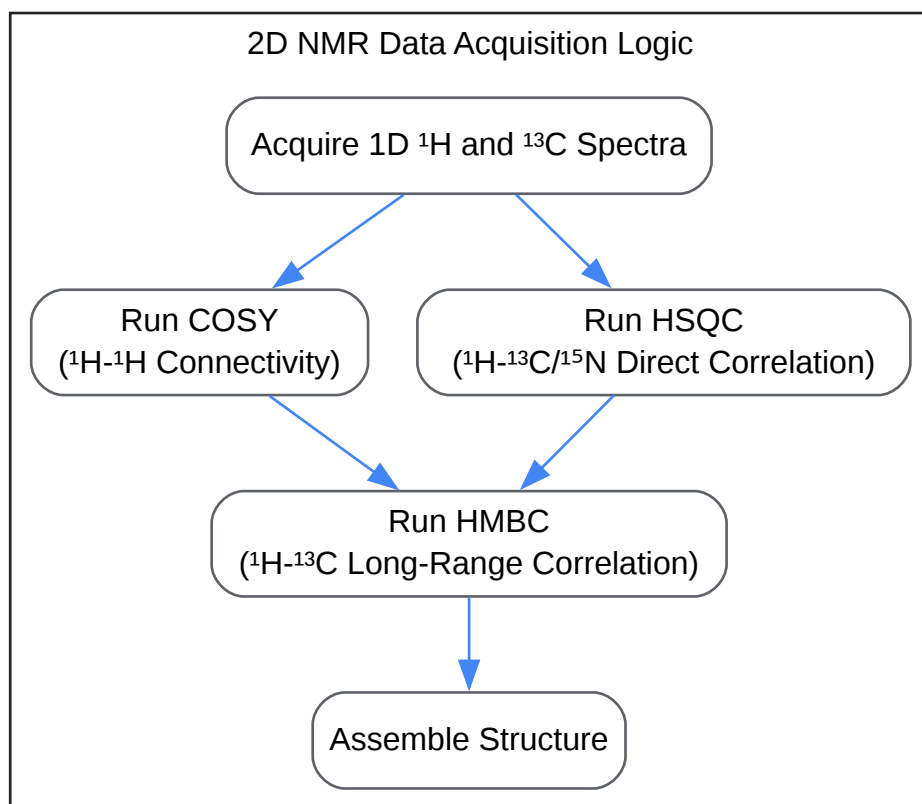 2D NMR Data Acquisition Logic
Acquire 1D ¹H and ¹³C Spectra
Run COSY
(¹H-¹H Connectivity)
Run HSQC
(¹H-¹³C/¹⁵N Direct Correlation)
Run HMBC
(¹H-¹³C Long-Range Correlation)
Assemble Structure